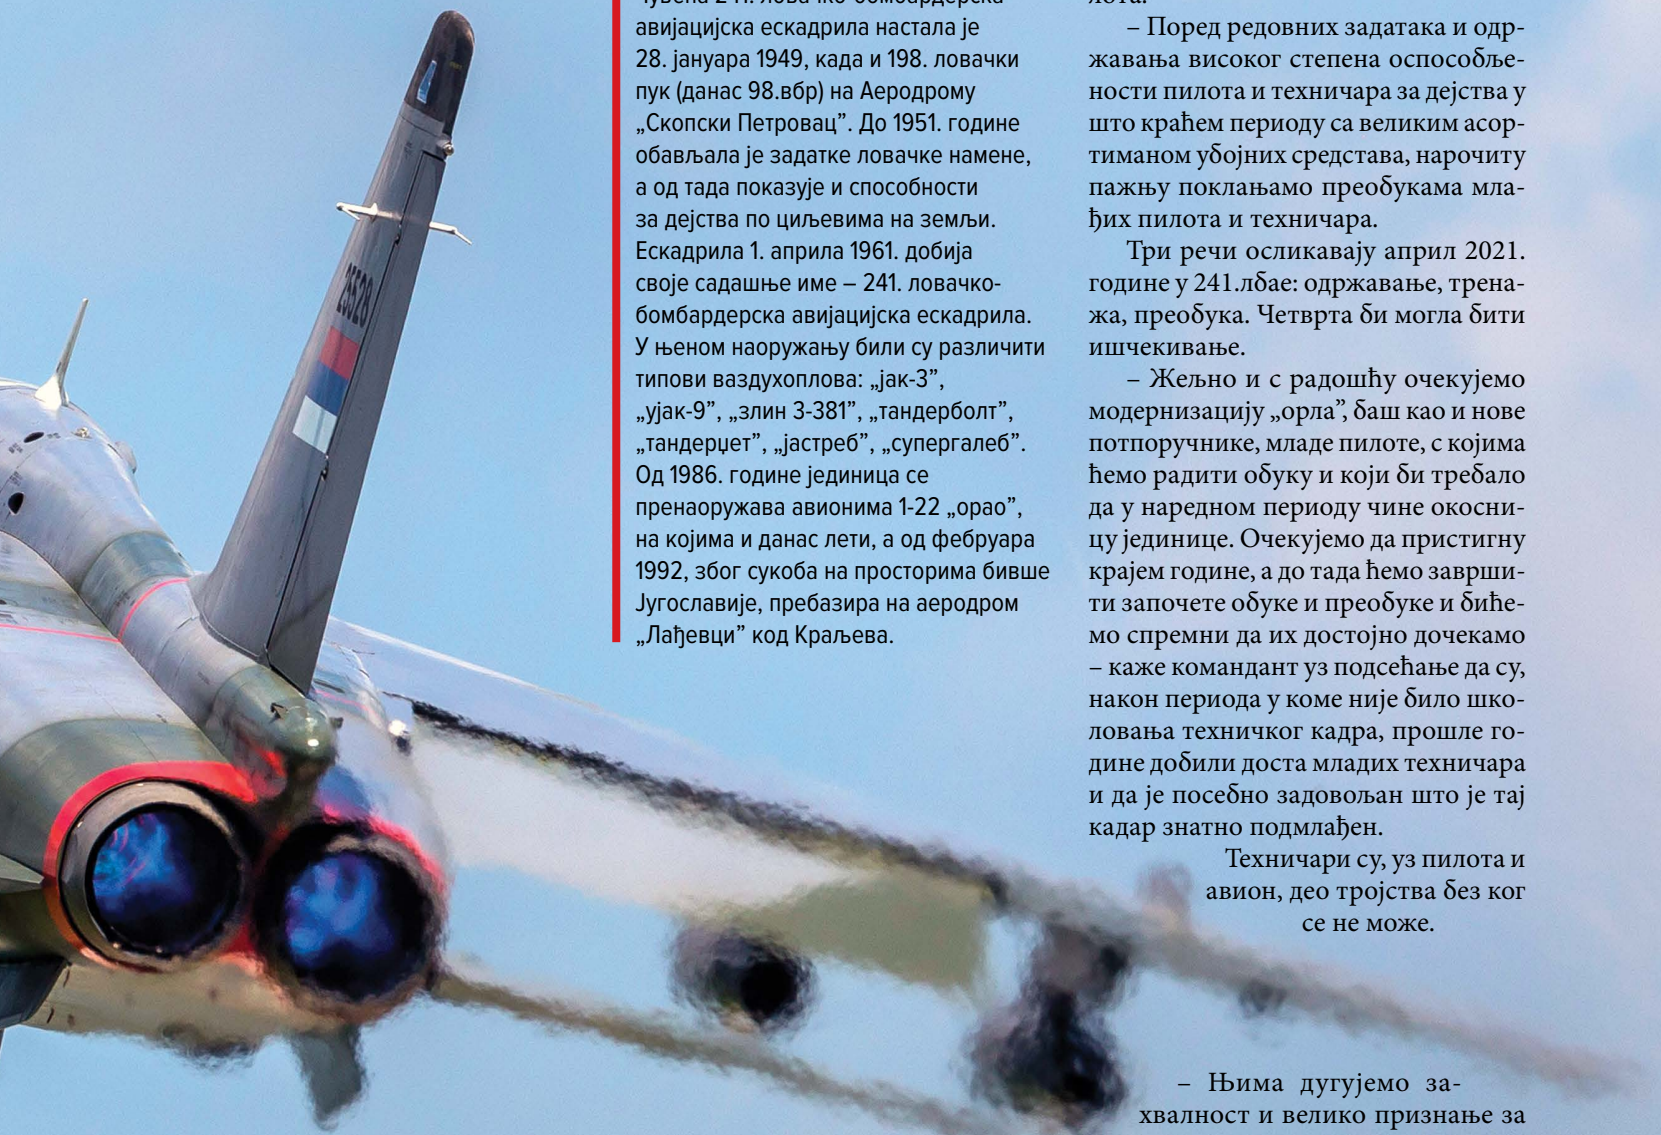 25528
авијацијска ескадрила настала је
28. јануара 1949, када и 198. ловачки
пук (данас 98.вбр) на Аеродрому
„Скопски Петровац”. До 1951. године
обављала је задатке ловачке намене,
а од тада показује и способности
за дејства по циљевима на земљи.
Ескадрила 1. априла 1961. добија
своје садашње име – 241. ловачко-
бомбардерска авијацијска ескадрила.
У њеном наоружању били су различити
типови ваздухоплова: „јак-3”,
„ујак-9”, „злин 3-381”, „тандерболт”,
„тандерџет”, „јастреб”, „супергалеб”.
Од 1986. године јединица се
пренаоружава авионима 1-22 „орао”,
на којима и данас лети, а од фебруара
1992, због сукоба на просторима бивше
Југославије, пребазира на аеродром
„Лађевци” код Краљева.
– Поред редовних задатака и одр-
жавања високог степена оспособље-
ности пилота и техничара за дејства у
што краћем периоду са великим асор-
тиманом убојних средстава, нарочиту
пажњу поклањамо преобукама мла-
ђих пилота и техничара.
Три речи осликавају април 2021.
године у 241.лбае: одржавање, трена-
жа, преобука. Четврта би могла бити
ишчекивање.
– Жељно и с радошћу очекујемо
модернизацију „орла”, баш као и нове
потпоручнике, младе пилоте, с којима
ћемо радити обуку и који би требало
да у наредном периоду чине окосни-
цу јединице. Очекујемо да пристигну
крајем године, а до тада ћемо заврши-
ти започете обуке и преобуке и биће-
мо спремни да их достојно дочекамо
– каже командант уз подсећање да су,
након периода у коме није било шко-
ловања техничког кадра, прошле го-
дине добили доста младих техничара
и да је посебно задовољан што је тај
кадар знатно подмлађен.
Техничари су, уз пилота и
авион, део тројства без ког
се не може.
– Њима дугујемо за-
хвалност и велико признање за